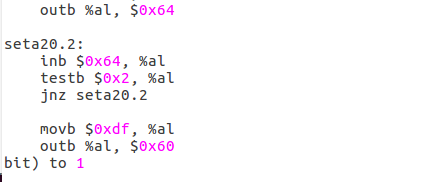 outb %al, $0x64
seta20.2:
inb $0x64, %al
testb $0x2, %al
jnz seta20.2
movb $0xdf, %al
outb %al, $0x60
bit) to 1